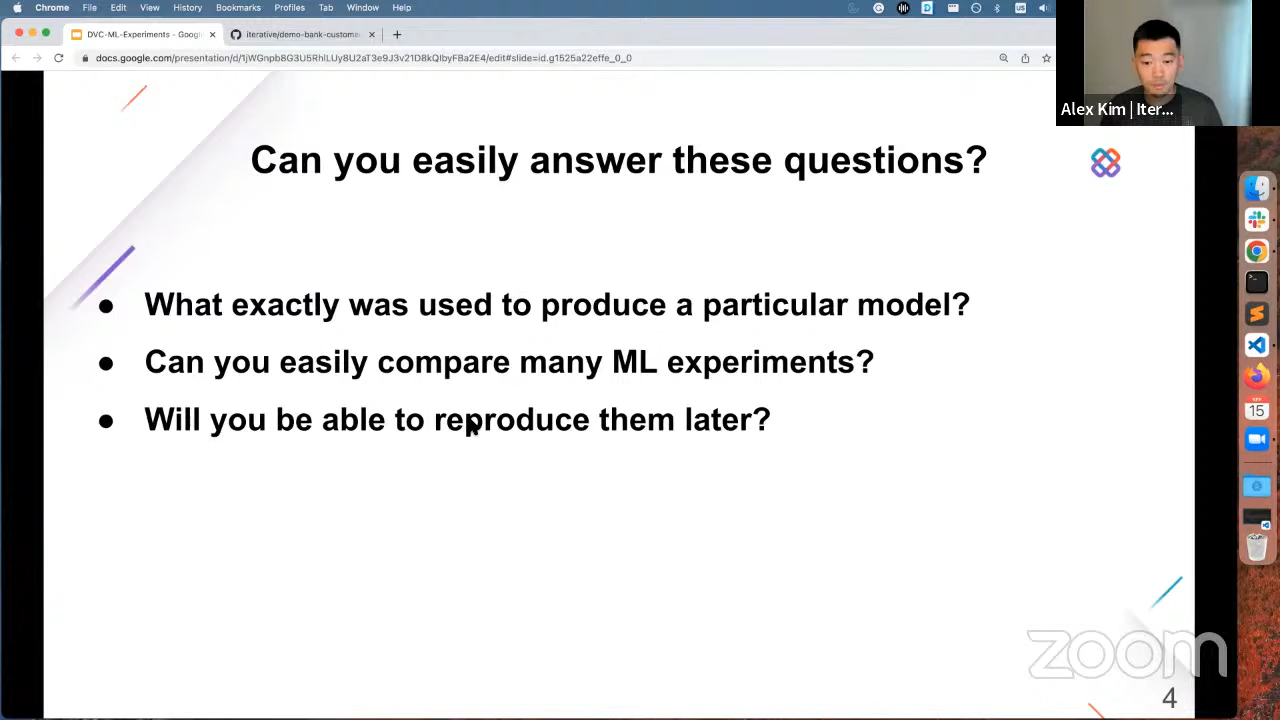 Chrome File Edit View History Bookmarks Profiles Tab Window Help
US
DVC-ML-Experiments - Googl
iterative/demo-bank-custome
docs.google.com/presentation/d/1jWGnpb8G3U5RhlLUy8U2aT3e9J3v21D8kQIbyFBa2E4/edit#slide=id.g1525a22effe_0_0
Alex Kim | Iter...
Can you easily answer these questions?
● What exactly was used to produce a particular model?
● Can you easily compare many ML experiments?
● Will you be able to reproduce them later?
15
zoom
4